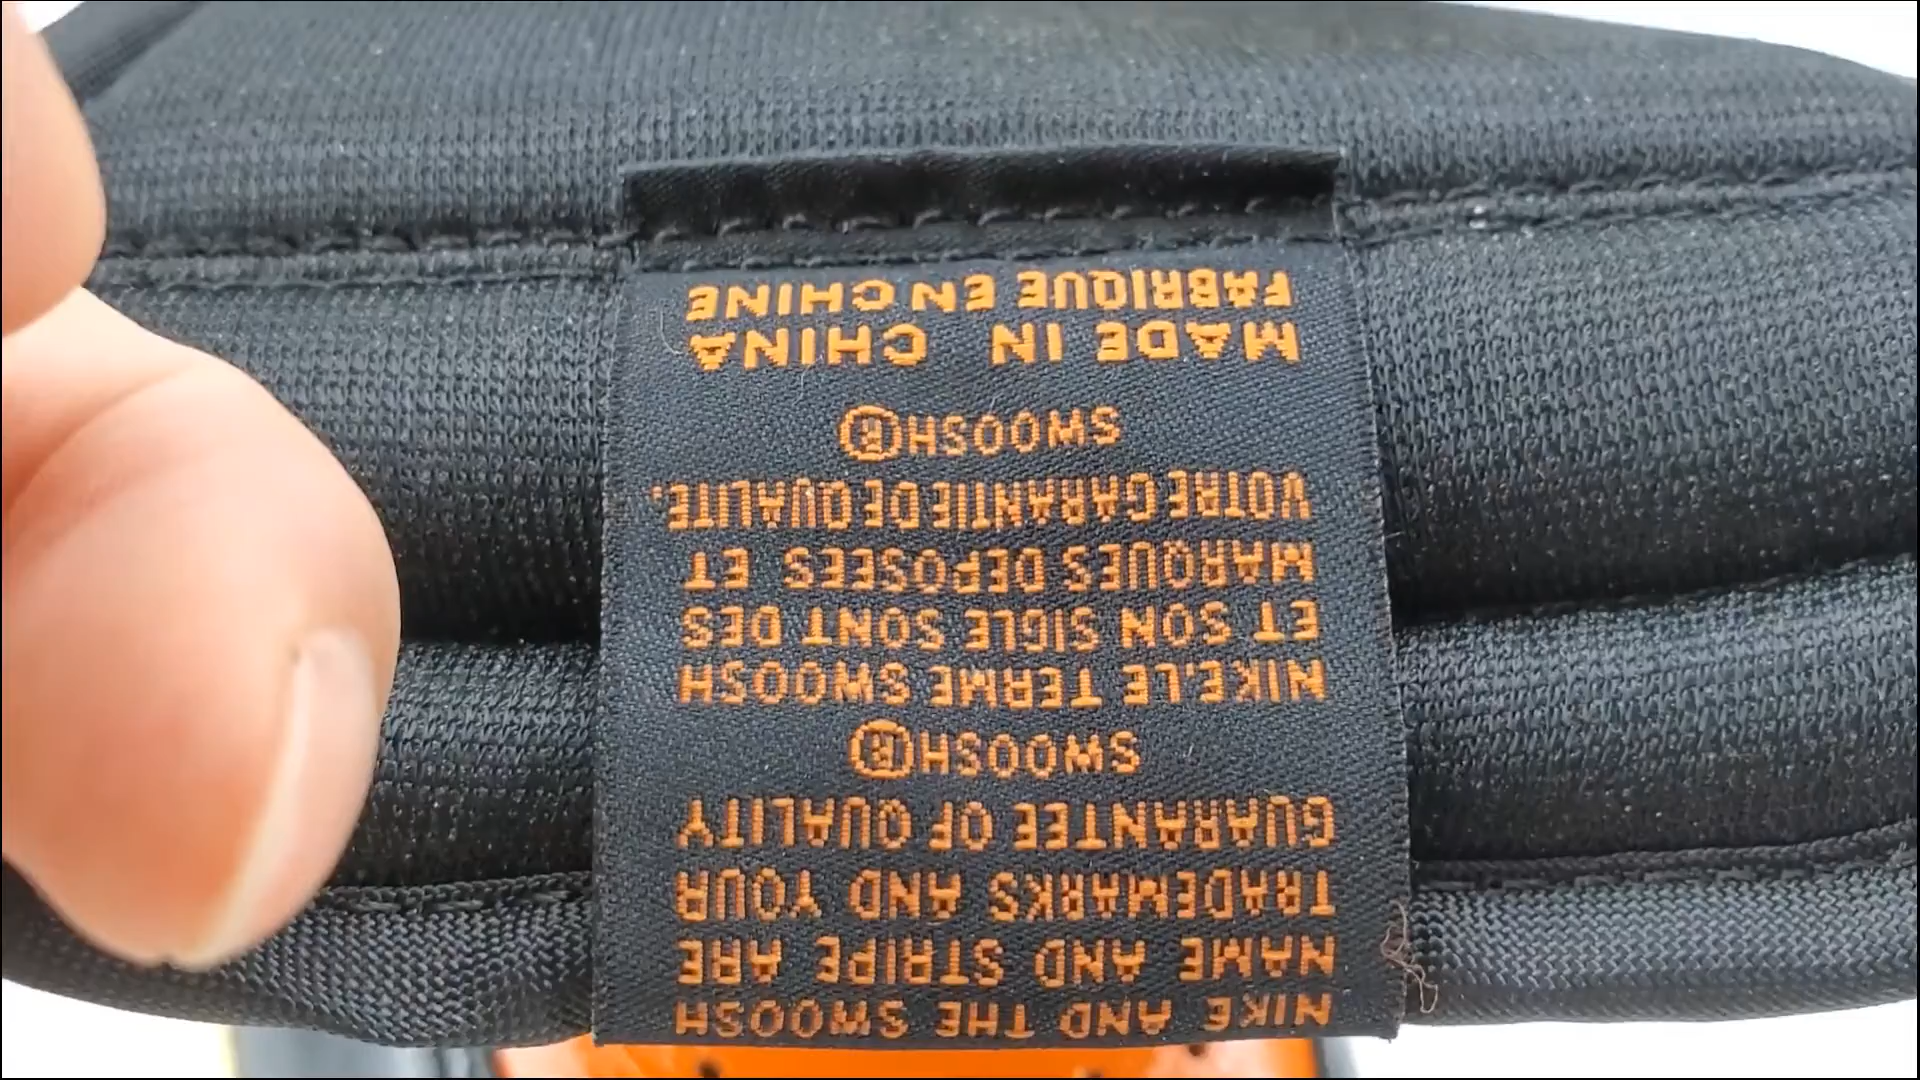 NIKE AND THE SWOOSH
NAME AND STRIPE ARE
TRADEMARKS AND YOUR
GUARANTEE OF QUALITY
SWOOSH®
NIKE.LE TERME SWOOSH
ET SON SIGLE SONT DES
MARQUES DEPOSEES ET
VOTRE GARANTIE DE QUALITE.
SWOOSH®
MADE IN CHINA
FABRIQUE EN CHINE